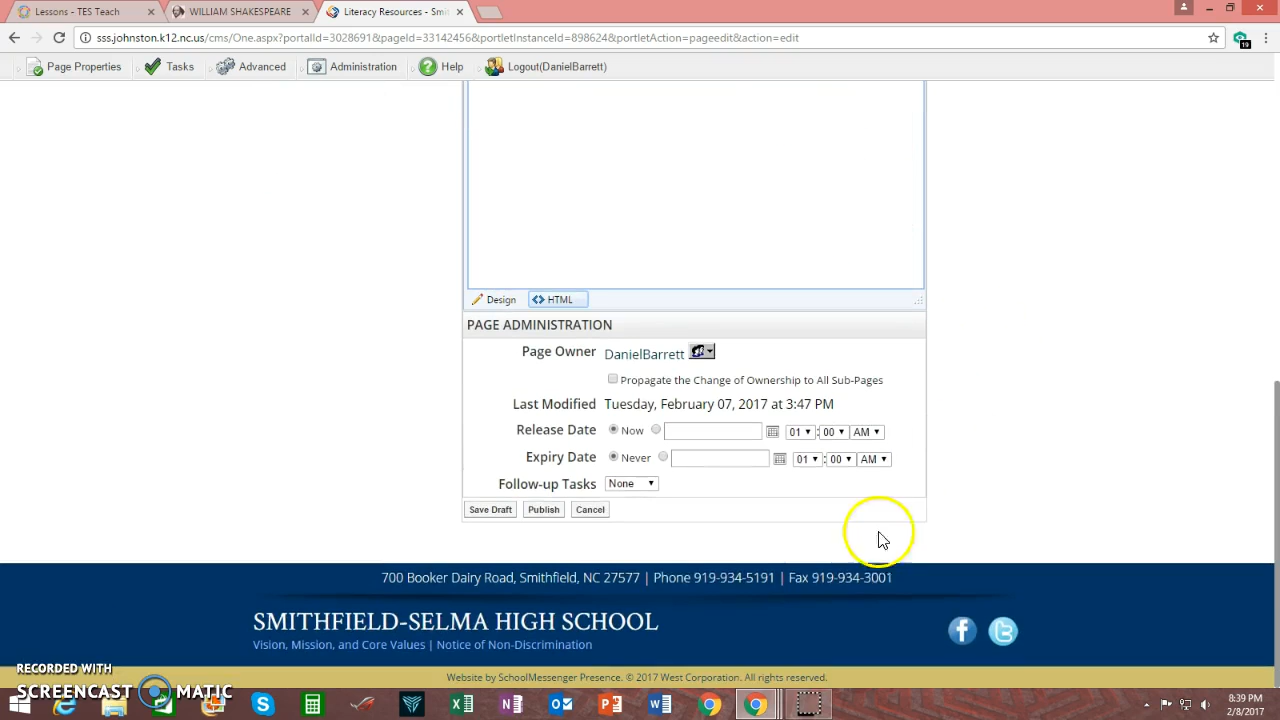 Lessons - TES Teach
WILLIAM SHAKESPEARE
Literacy Resources - Smit
sss.johnston.k12.nc.us/cms/One.aspx?portalId=3028691&pageId=33142456&portletInstanceId=898624&portletAction=pageedit&action=edit
19
Page Properties
Tasks
Advanced
Administration
Help
Logout(DanielBarrett)
Design
HTML
PAGE ADMINISTRATION
Page Owner DanielBarrett
Propagate the Change of Ownership to All Sub-Pages
Last Modified Tuesday, February 07, 2017 at 3:47 PM
Release Date Now 01 : 00 AM
Expiry Date Never 01 : 00 AM
Follow-up Tasks None
Save Draft Publish Cancel
700 Booker Dairy Road, Smithfield, NC 27577 | Phone 919-934-5191 | Fax 919-934-3001
SMITHFIELD-SELMA HIGH SCHOOL
Vision, Mission, and Core Values | Notice of Non-Discrimination
Website by SchoolMessenger Presence. © 2017 West Corporation. All rights reserved.
RECORDED WITH
SCREENCAST MATIC
8:39 PM
2/8/2017